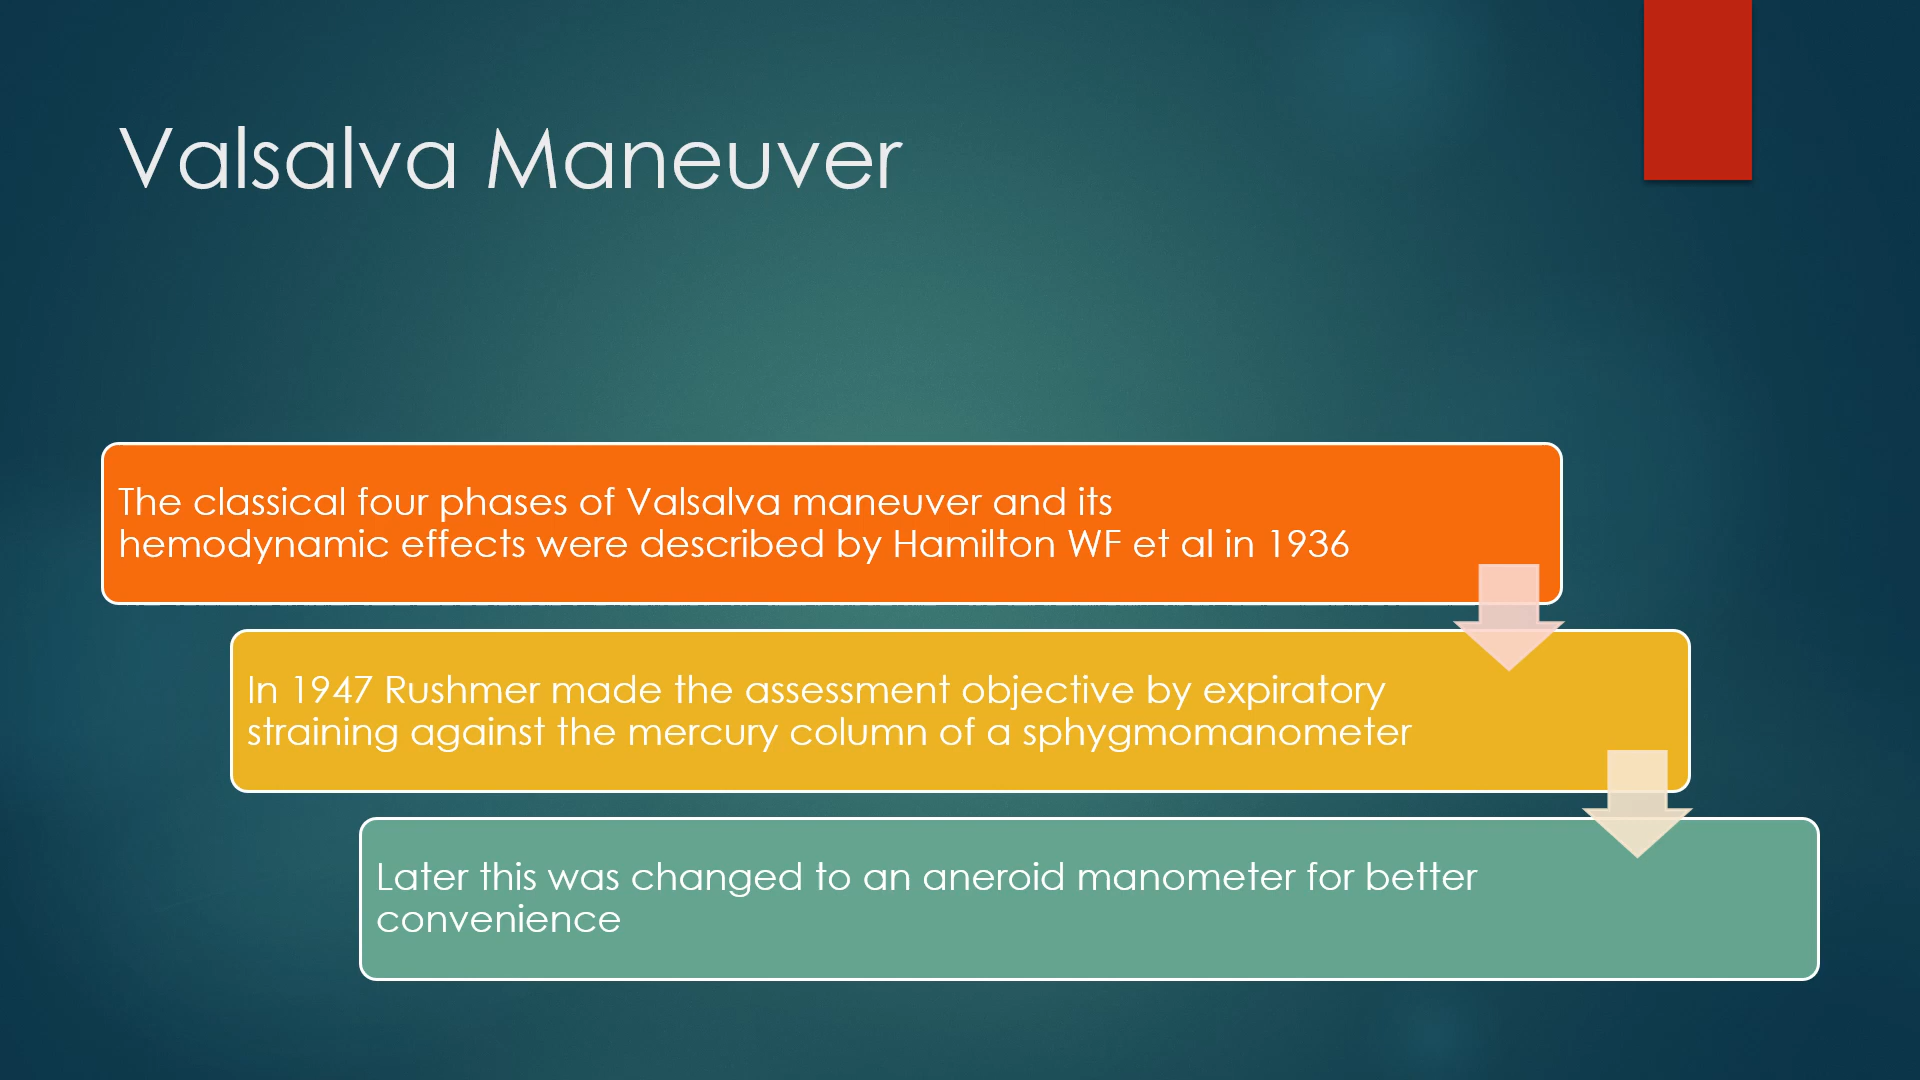 Valsalva Maneuver
The classical four phases of Valsalva maneuver and its
hemodynamic effects were described by Hamilton WF et al in 1936
In 1947 Rushmer made the assessment objective by expiratory
straining against the mercury column of a sphygmomanometer
Later this was changed to an aneroid manometer for better
convenience